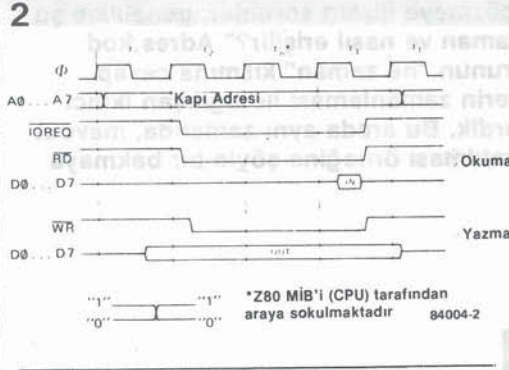 2
Φ
A0 ... A7 Kapı Adresi
IOREQ
RD Okuma
D0 ... D7 IN
WR Yazma
D0 ... D7 OUT
"1" "1" *Z80 MİB'i (CPU) tarafından
"0" "0" araya sokulmaktadır 84004-2